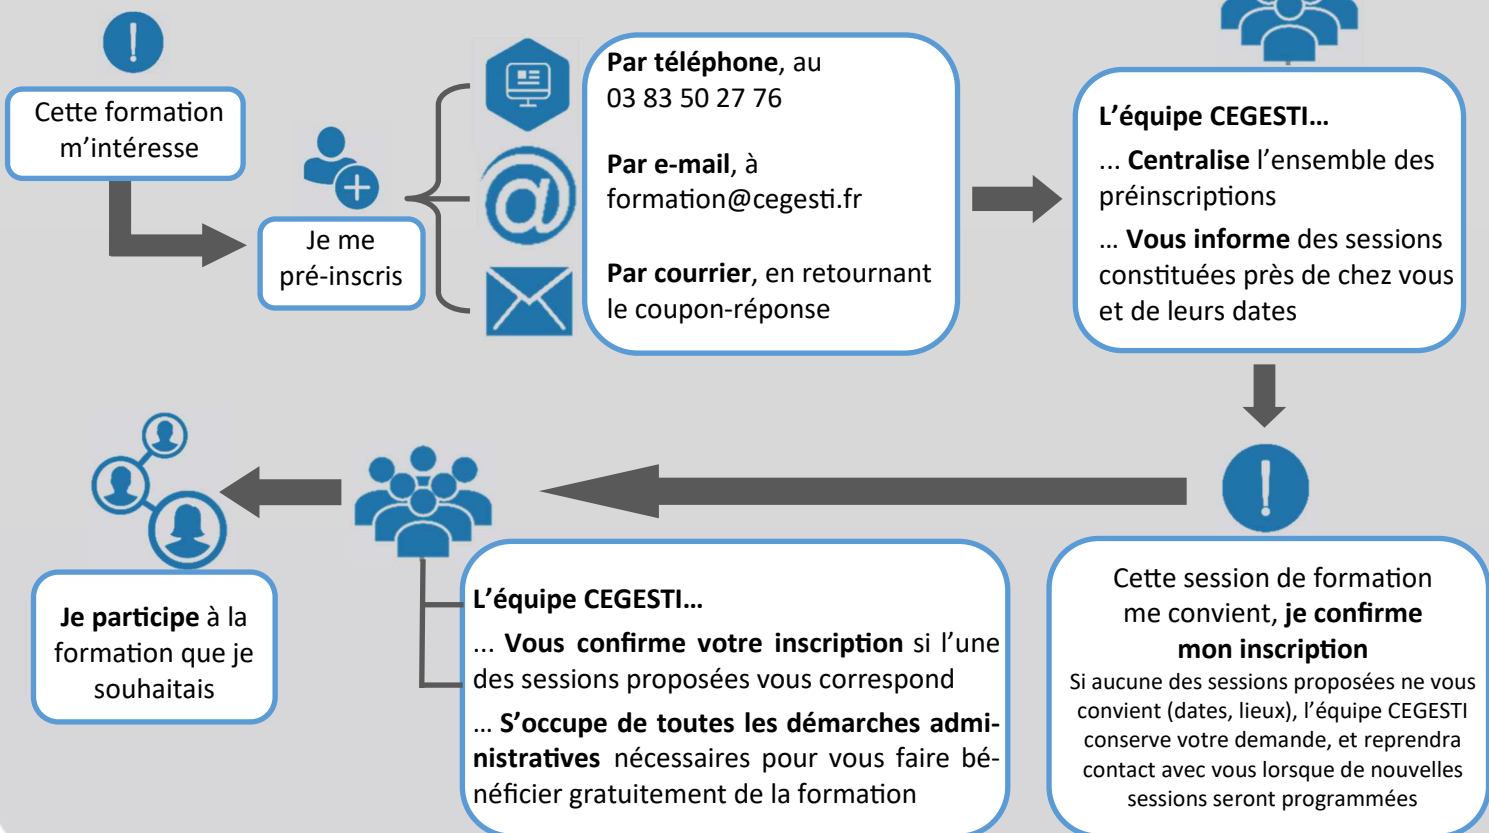 Cette formation
m’intéresse
Je me
pré-inscris
Par téléphone, au
03 83 50 27 76
Par e-mail, à
formation@cegesti.fr
Par courrier, en retournant
le coupon-réponse
L’équipe CEGESTI...
... Centralise l’ensemble des
préinscriptions
... Vous informe des sessions
constituées près de chez vous
et de leurs dates
Cette session de formation
me convient, je confirme
mon inscription
Si aucune des sessions proposées ne vous
convient (dates, lieux), l’équipe CEGESTI
conserve votre demande, et reprendra
contact avec vous lorsque de nouvelles
sessions seront programmées
L’équipe CEGESTI...
... Vous confirme votre inscription si l’une
des sessions proposées vous correspond
... S’occupe de toutes les démarches admi-
nistratives nécessaires pour vous faire bé-
néficier gratuitement de la formation
Je participe à la
formation que je
souhaitais